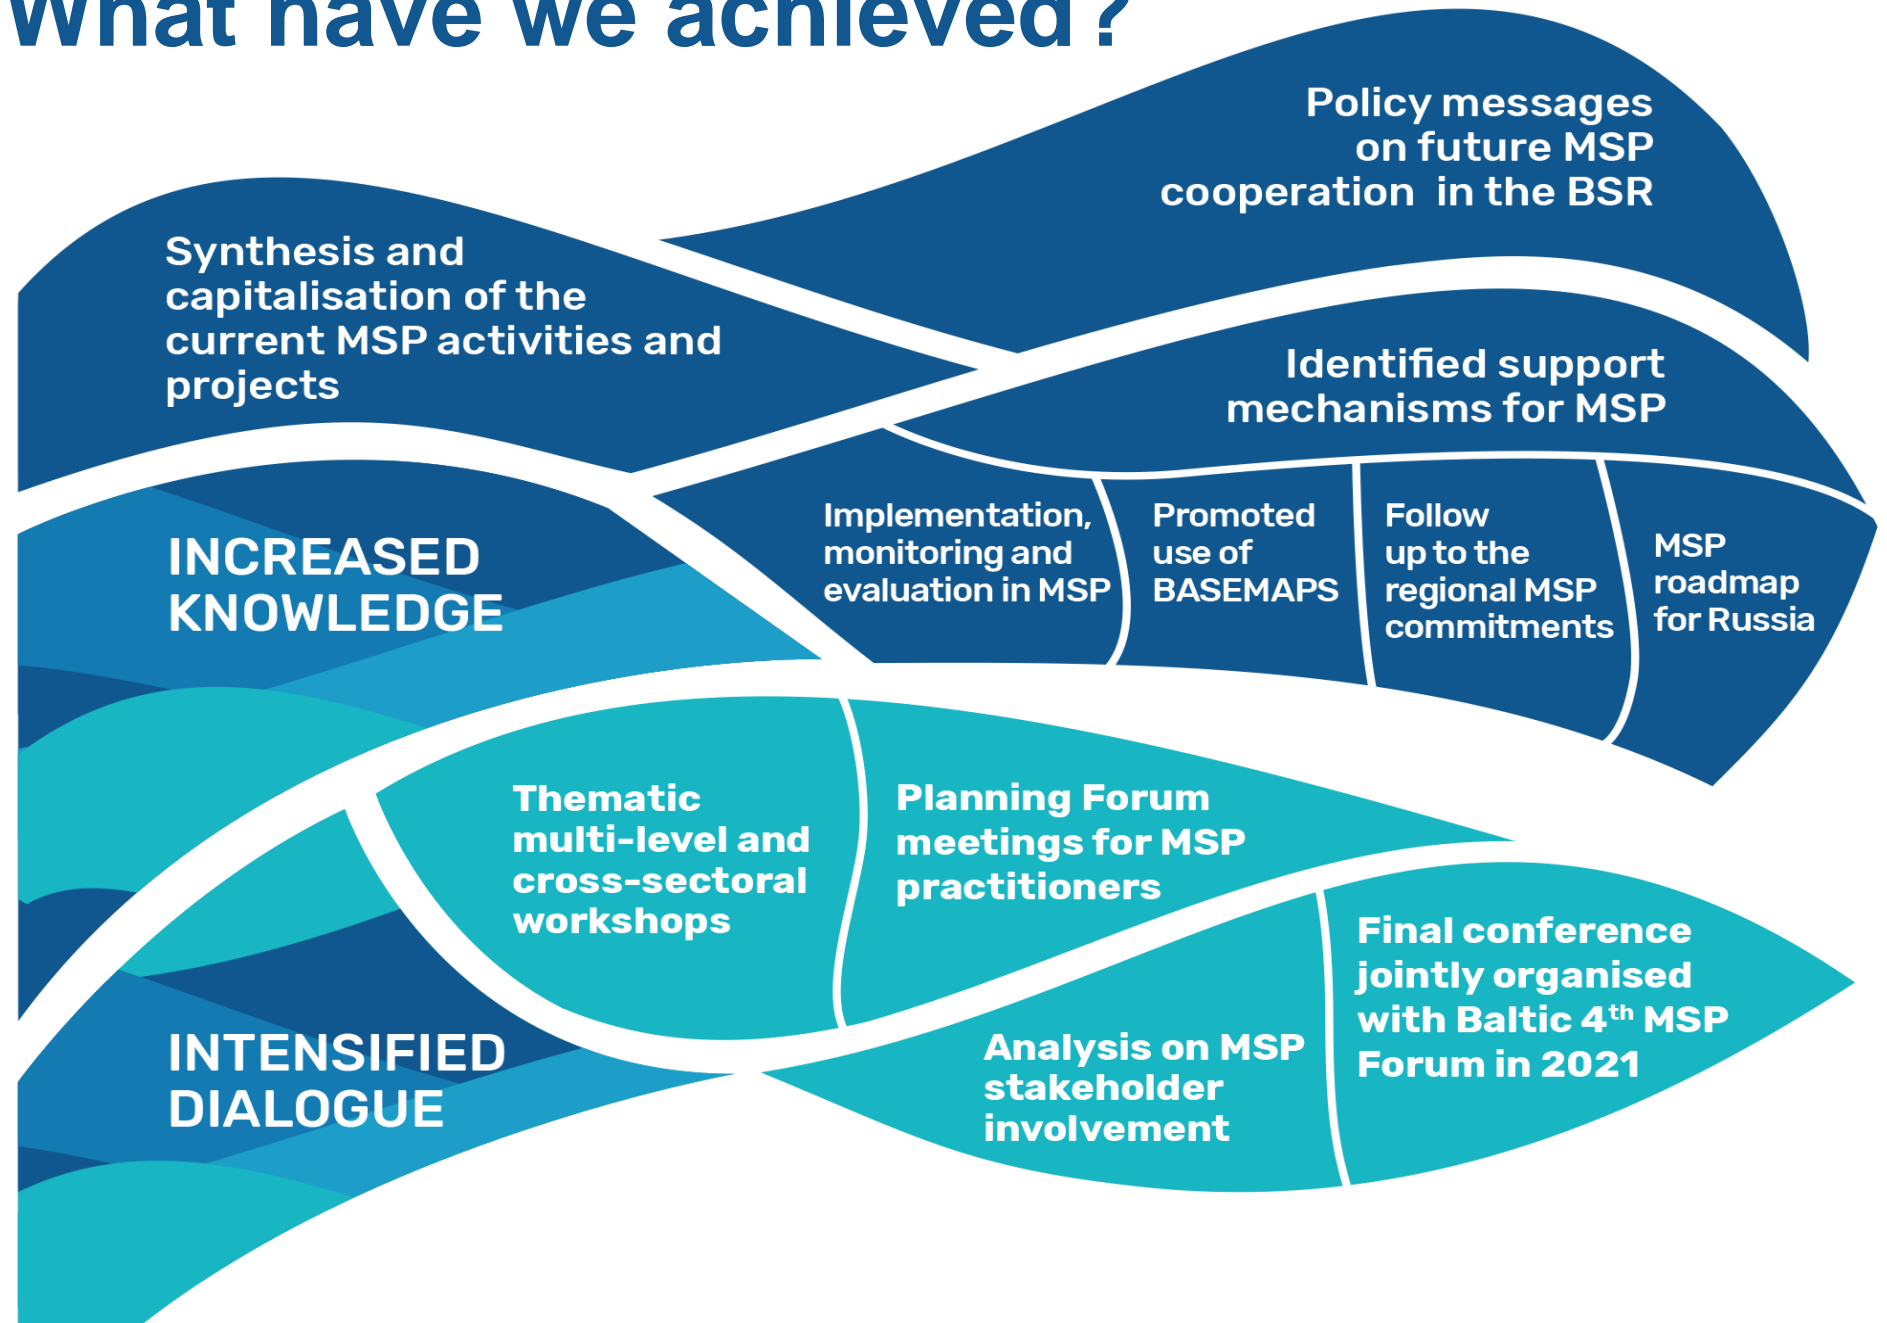 What have we achieved?
Policy messages
on future MSP
cooperation in the BSR
Synthesis and
capitalisation of the
current MSP activities and
projects
Identified support
mechanisms for MSP
Implementation,
monitoring and
evaluation in MSP
Promoted
use of
BASEMAPS
Follow
up to the
regional MSP
commitments
MSP
roadmap
for Russia
INCREASED
KNOWLEDGE
Thematic
multi-level and
cross-sectoral
workshops
Planning Forum
meetings for MSP
practitioners
Analysis on MSP
stakeholder
involvement
Final conference
jointly organised
with Baltic 4th MSP
Forum in 2021
INTENSIFIED
DIALOGUE